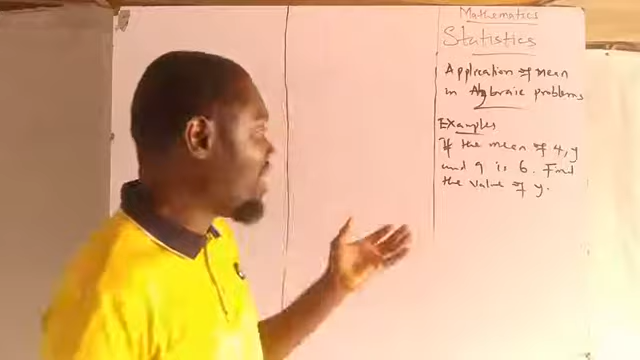 Mathematics
Statistics
Application of mean
in Algbraic problems
Examples
If the mean of 4, y
and 9 is 6. Find
the value of y.